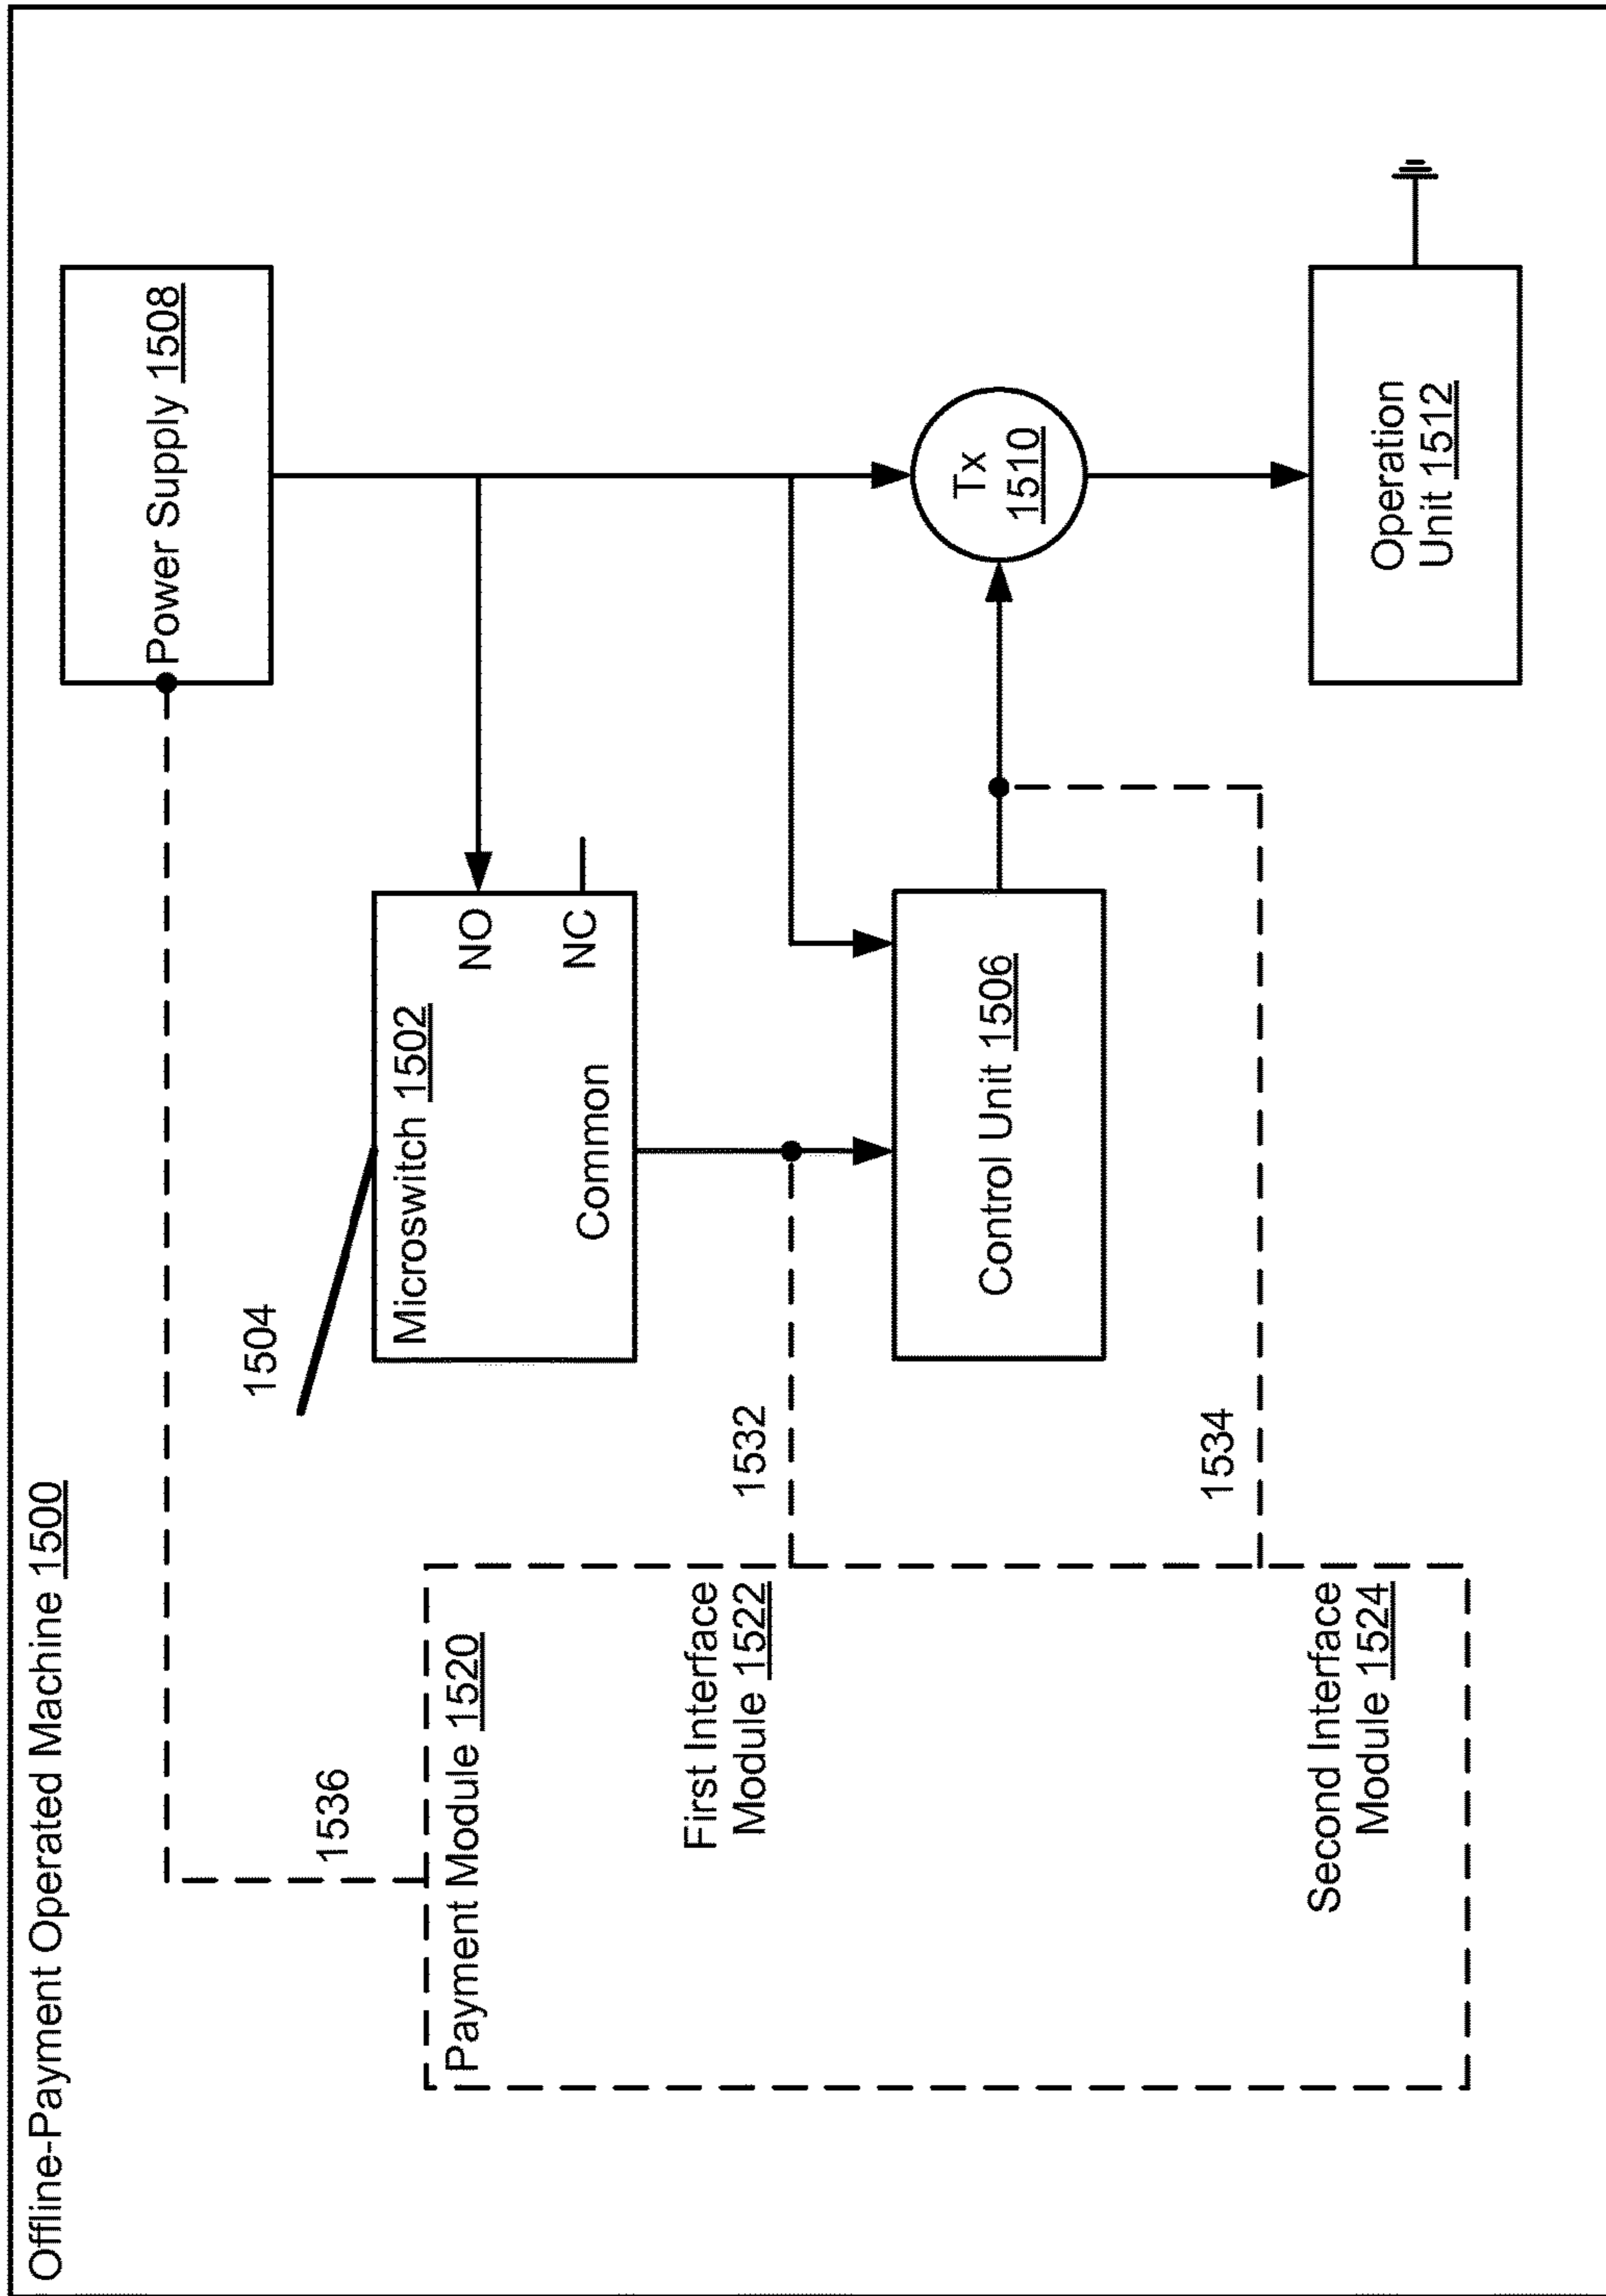 Offline-Payment Operated Machine 1500
Power Supply 1508
1504
1536
Microswitch 1502
NO
NC
Common
Payment Module 1520
First Interface
Module 1522
1532
Control Unit 1506
Tx
1510
1534
Second Interface
Module 1524
Operation
Unit 1512